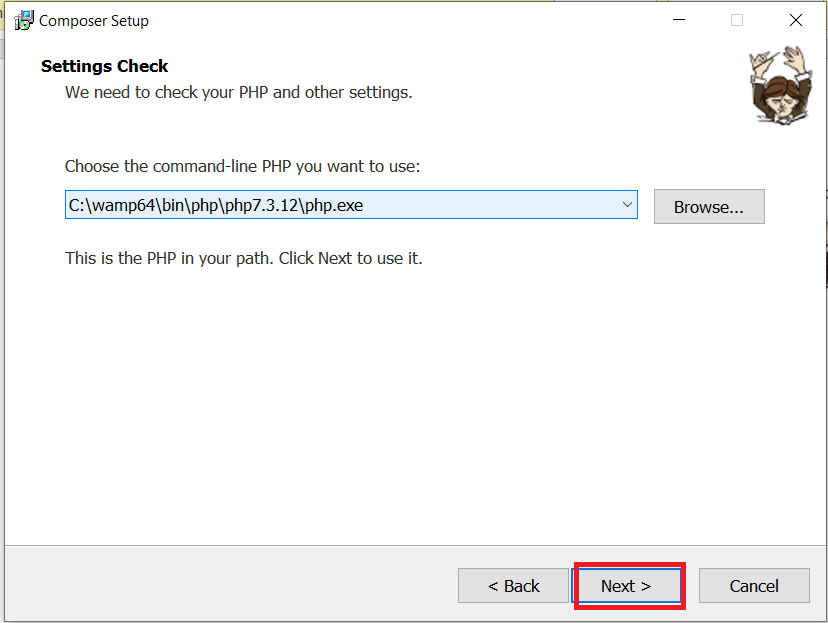 Composer Setup
Settings Check
We need to check your PHP and other settings.
Choose the command-line PHP you want to use:
C:\wamp64\bin\php\php7.3.12\php.exe
Browse...
This is the PHP in your path. Click Next to use it.
< Back
Next >
Cancel